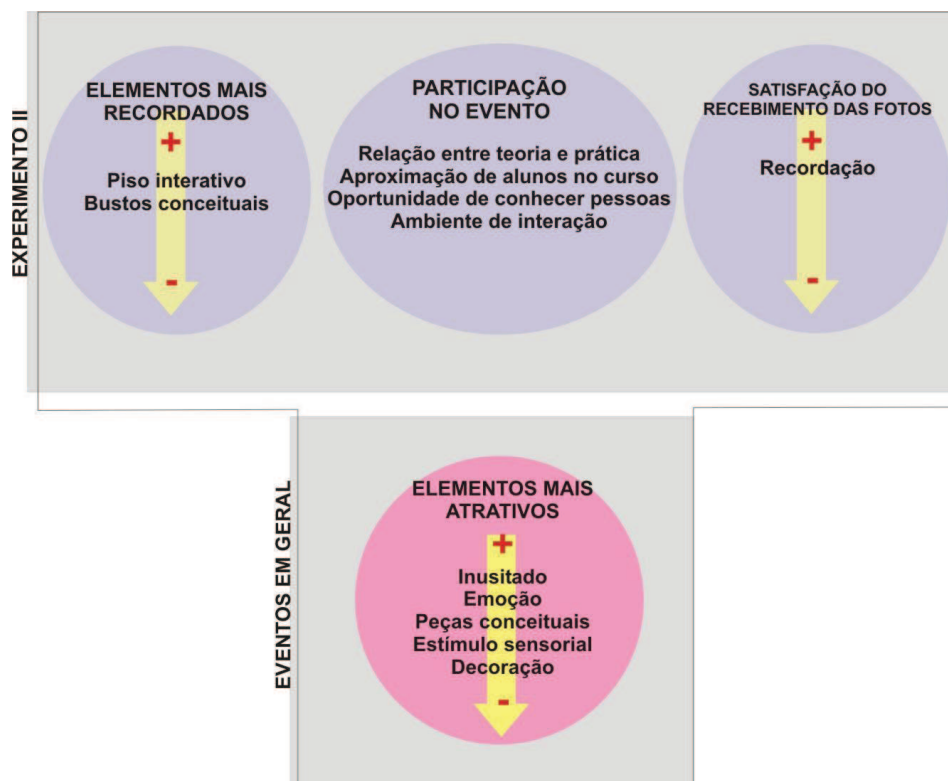 EXPERIMENTO II
ELEMENTOS MAIS
RECORDADOS
+
Piso interativo
Bustos conceituais
-
PARTICIPAÇÃO
NO EVENTO
Relação entre teoria e prática
Aproximação de alunos no curso
Oportunidade de conhecer pessoas
Ambiente de interação
SATISFAÇÃO DO
RECEBIMENTO DAS FOTOS
+
Recordação
-
EVENTOS EM GERAL
ELEMENTOS MAIS
ATRATIVOS
+
Inusitado
Emoção
Peças conceituais
Estímulo sensorial
Decoração
-